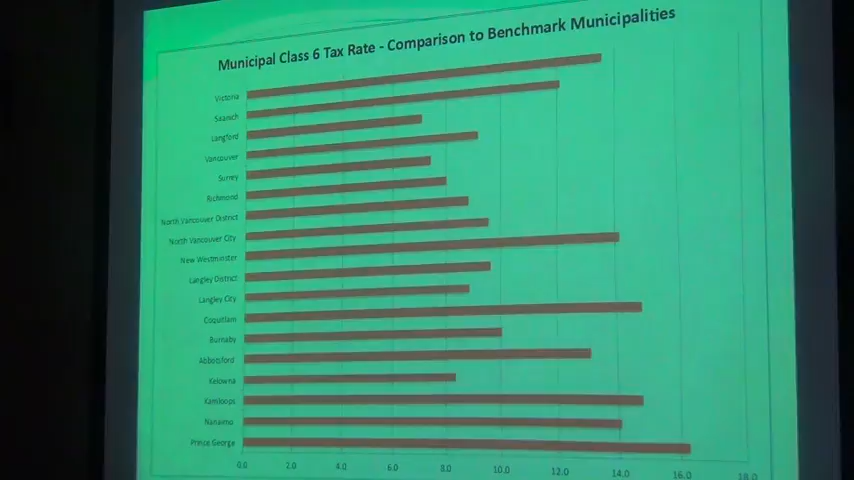 Municipal Class 6 Tax Rate - Comparison to Benchmark Municipalities
Victoria
Saanich
Langford
Vancouver
Surrey
Richmond
North Vancouver District
North Vancouver City
New Westminster
Langley District
Langley City
Coquitlam
Burnaby
Abbotsford
Kelowna
Kamloops
Nanaimo
Prince George
0.0 2.0 4.0 6.0 8.0 10.0 12.0 14.0 16.0 18.0